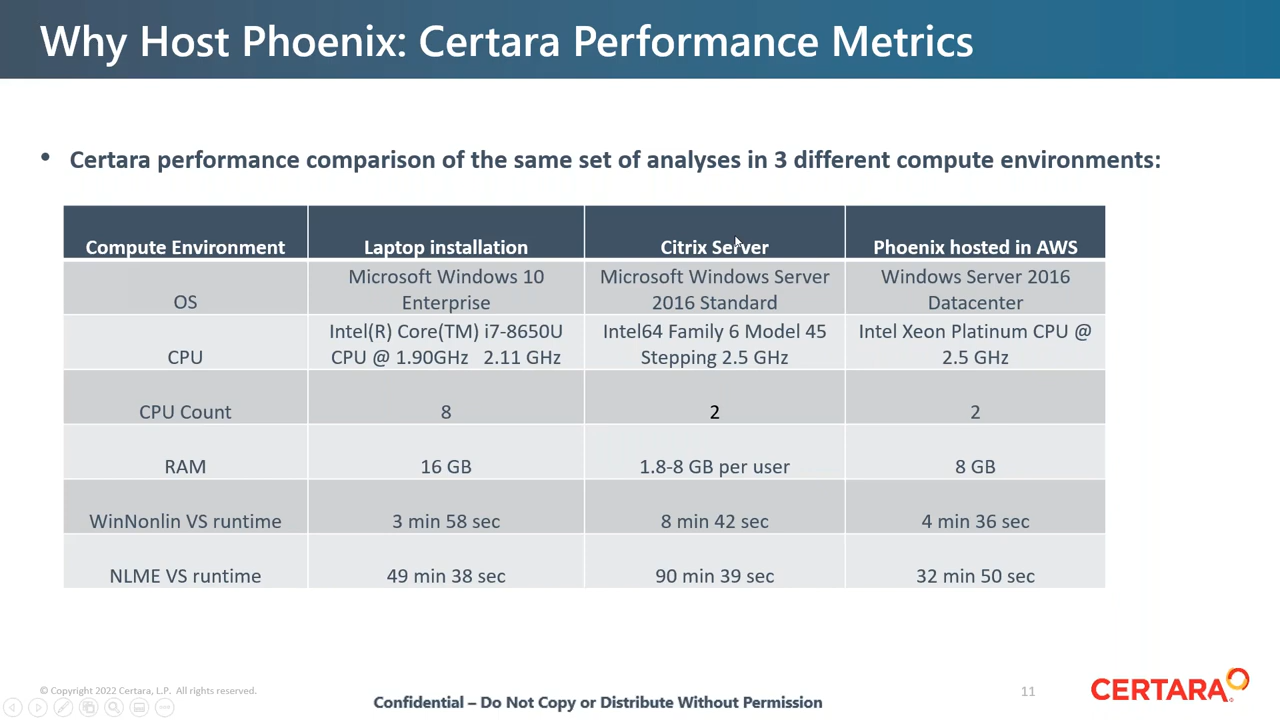 Why Host Phoenix: Certara Performance Metrics
• Certara performance comparison of the same set of analyses in 3 different compute environments:
Compute Environment Laptop installation Citrix Server Phoenix hosted in AWS
OS Microsoft Windows 10 Enterprise Microsoft Windows Server 2016 Standard Windows Server 2016 Datacenter
CPU Intel(R) Core(TM) i7-8650U CPU @ 1.90GHz 2.11 GHz Intel64 Family 6 Model 45 Stepping 2.5 GHz Intel Xeon Platinum CPU @ 2.5 GHz
CPU Count 8 2 2
RAM 16 GB 1.8-8 GB per user 8 GB
WinNonlin VS runtime 3 min 58 sec 8 min 42 sec 4 min 36 sec
NLME VS runtime 49 min 38 sec 90 min 39 sec 32 min 50 sec
© Copyright 2022 Certara, L.P. All rights reserved.
Confidential – Do Not Copy or Distribute Without Permission
11
CERTARA